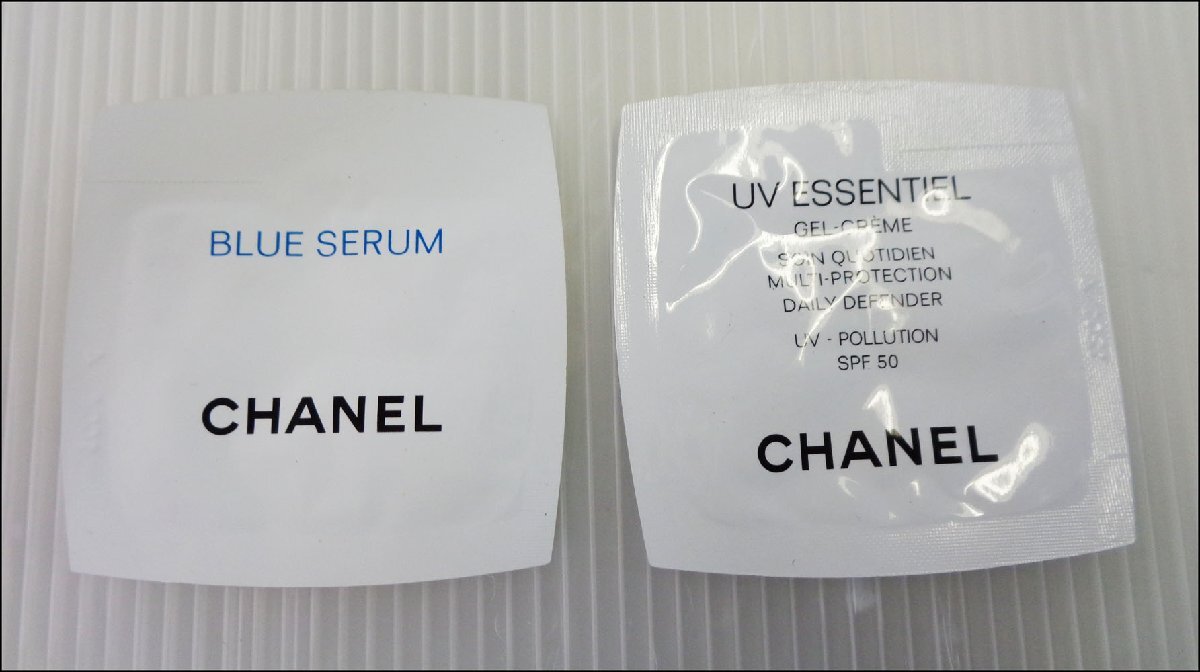 BLUE SERUM
CHANEL
UV ESSENTIEL
GEL-CRÈME
SOIN QUOTIDIEN
MULTI-PROTECTION
DAILY DEFENDER
UV - POLLUTION
SPF 50
CHANEL